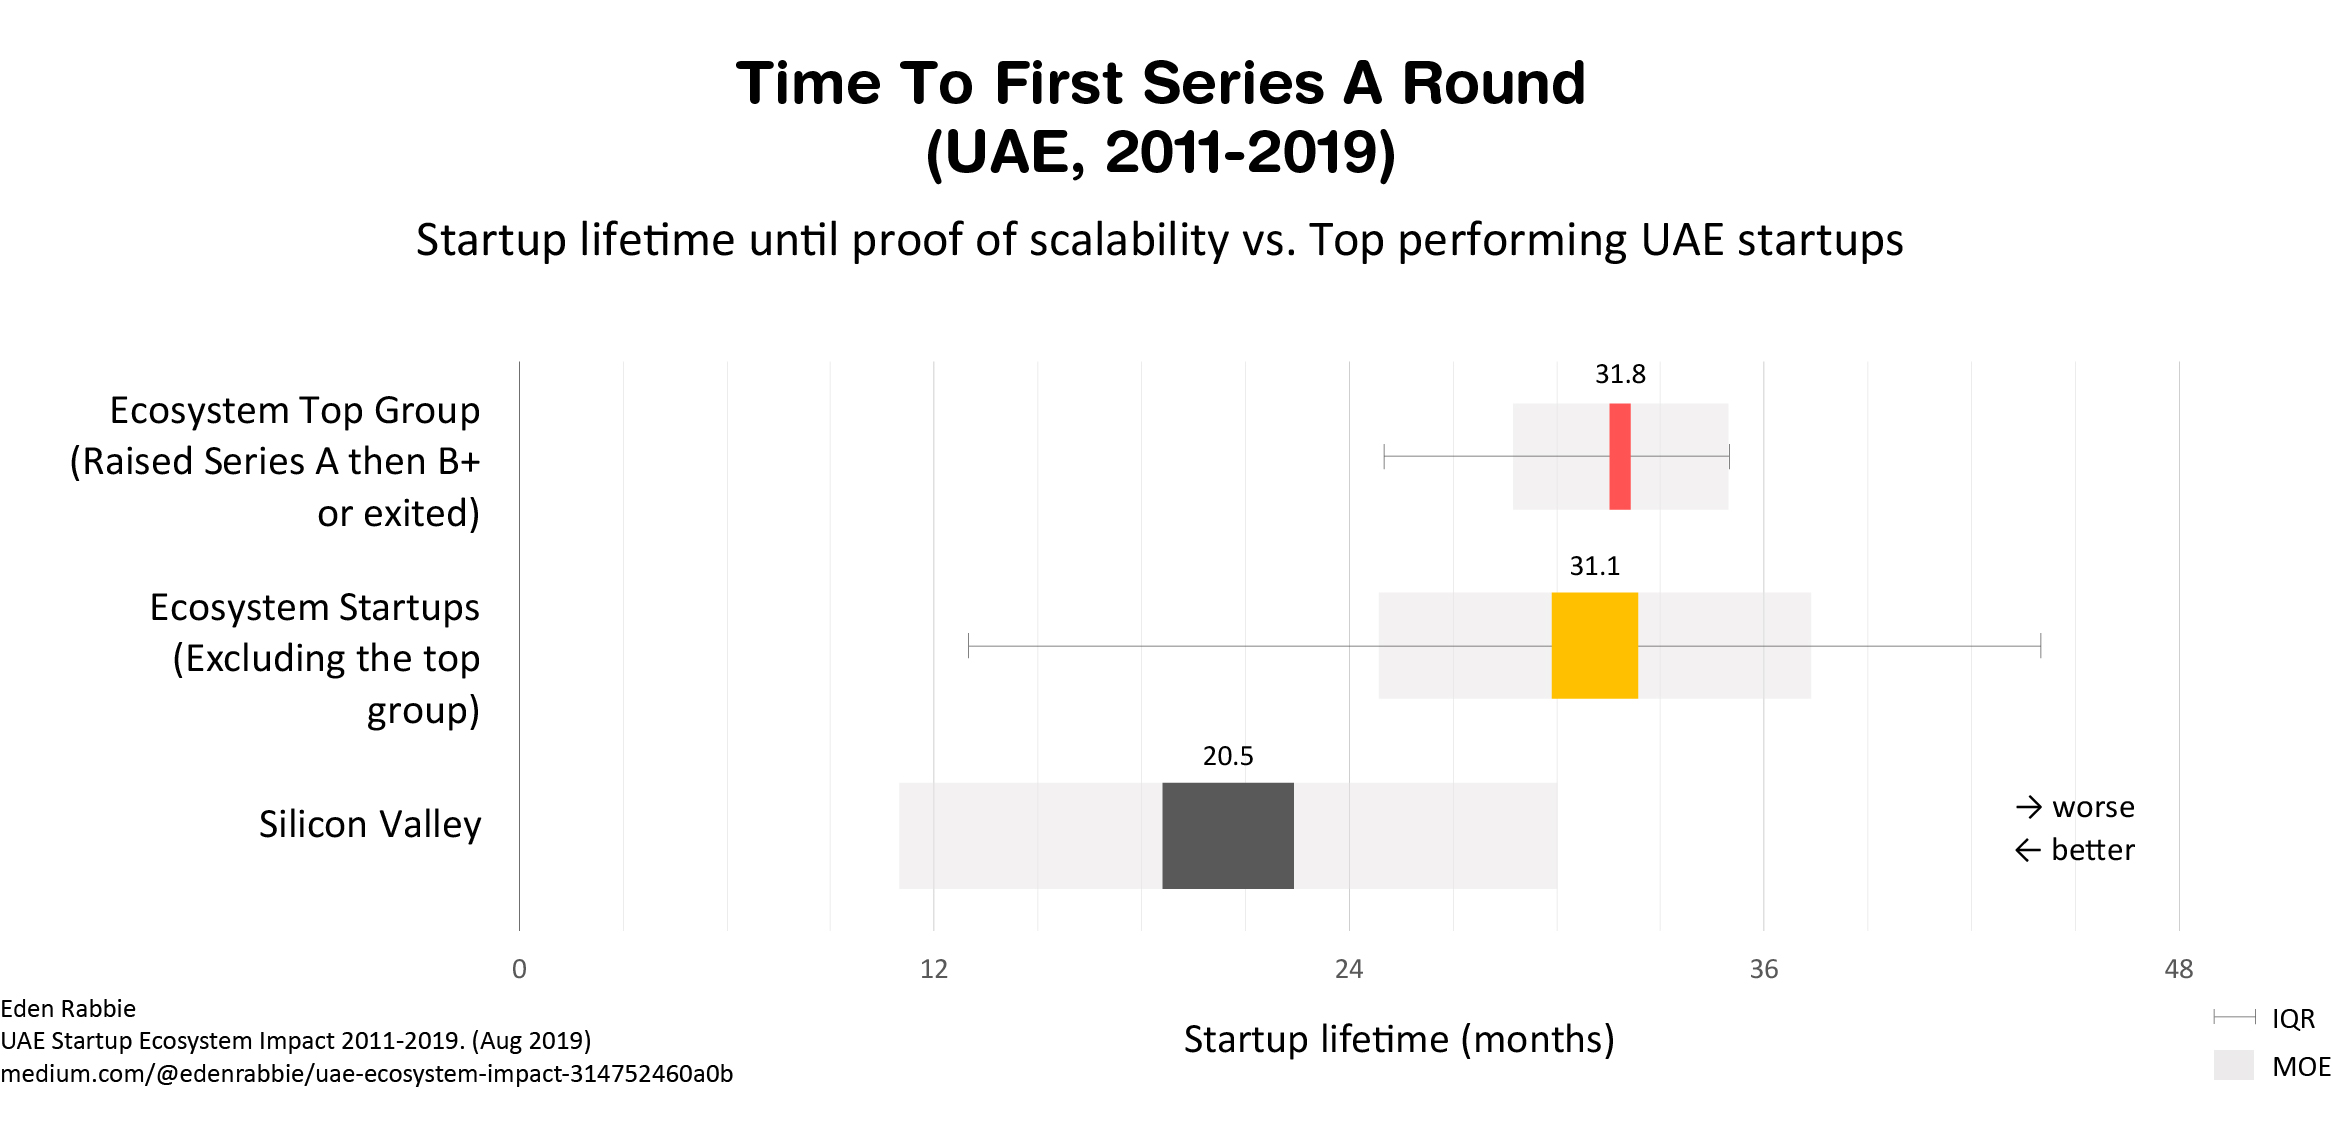 Time To First Series A Round
(UAE, 2011-2019)
Startup lifetime until proof of scalability vs. Top performing UAE startups
31.8
Ecosystem Top Group
(Raised Series A then B+
or exited)
31.1
Ecosystem Startups
(Excluding the top
group)
20.5
Silicon Valley
→ worse
← better
0 12 24 36 48
Startup lifetime (months)
Eden Rabbie
UAE Startup Ecosystem Impact 2011-2019. (Aug 2019)
medium.com/@edenrabbie/uae-ecosystem-impact-314752460a0b
IQR
MOE